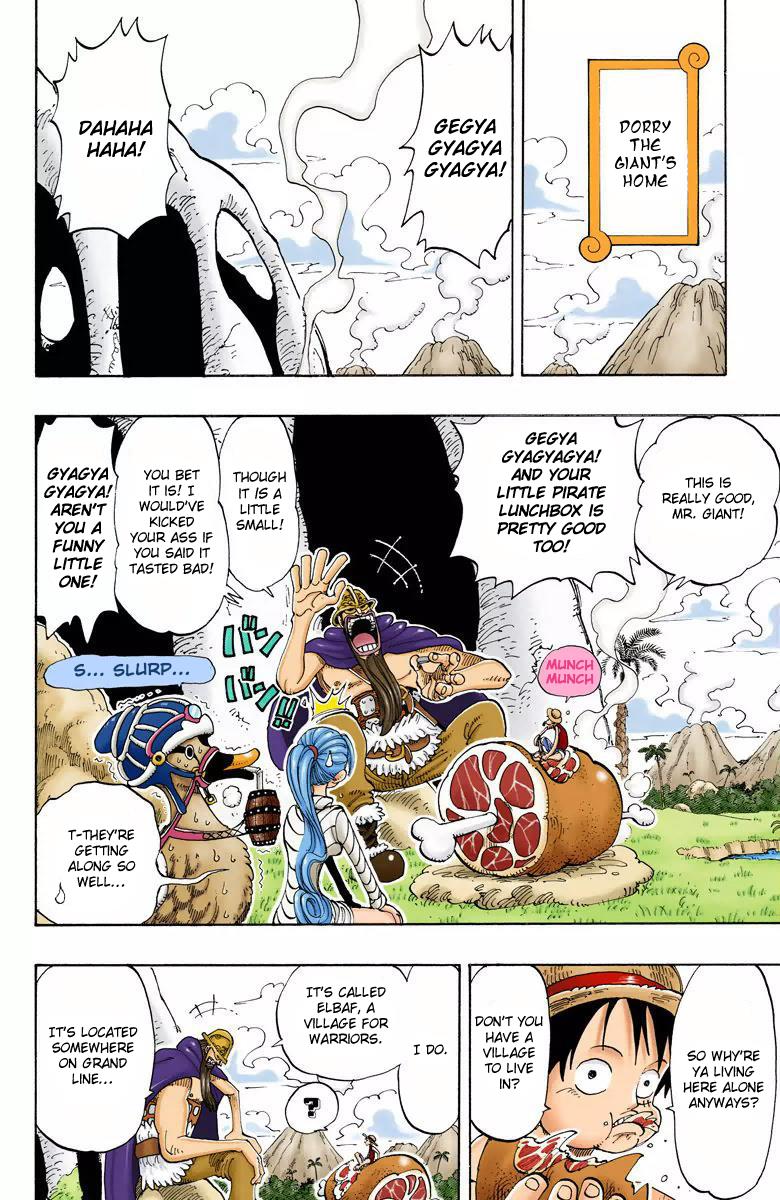 DORRY
THE
GIANT'S
HOME
GEGYA
GYAGYA
GYAGYA!
DAHAHA
HAHA!
THIS IS
REALLY GOOD,
MR. GIANT!
GEGYA
GYAGYAGYA!
AND YOUR
LITTLE PIRATE
LUNCHBOX IS
PRETTY GOOD
TOO!
THOUGH
IT IS A
LITTLE
SMALL!
YOU BET
IT IS! I
WOULD'VE
KICKED
YOUR ASS IF
YOU SAID IT
TASTED BAD!
GYAGYA
GYAGYA!
AREN'T
YOU A
FUNNY
LITTLE
ONE!
バン
バン!!
MUNCH
MUNCH
S... SLURP...
T-THEY'RE
GETTING
ALONG SO
WELL...
SO WHY'RE
YA LIVING
HERE ALONE
ANYWAYS?
DON'T YOU
HAVE A
VILLAGE
TO LIVE
IN?
I DO.
IT'S CALLED
ELBAF, A
VILLAGE FOR
WARRIORS.
?
IT'S LOCATED
SOMEWHERE
ON GRAND
LINE...